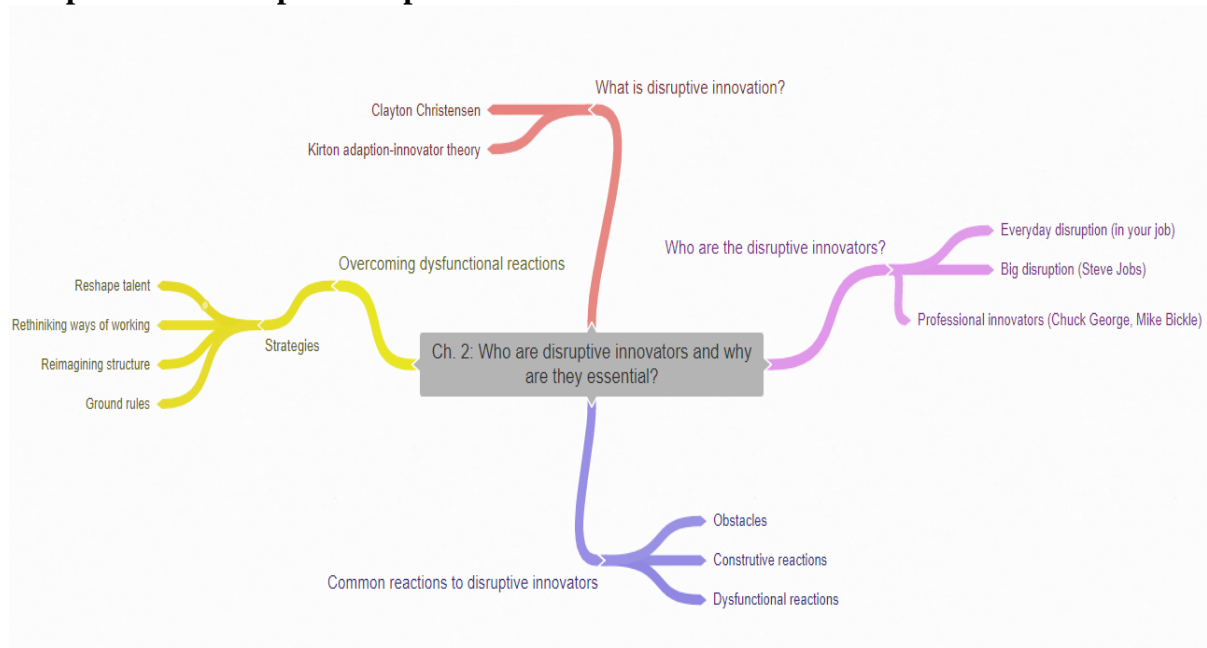 What is disruptive innovation?
Clayton Christensen
Kirton adaption-innovator theory
Who are the disruptive innovators?
Everyday disruption (in your job)
Big disruption (Steve Jobs)
Professional innovators (Chuck George, Mike Bickle)
Overcoming dysfunctional reactions
Strategies
Reshape talent
Rethiniking ways of working
Reimagining structure
Ground rules
Ch. 2: Who are disruptive innovators and why
are they essential?
Common reactions to disruptive innovators
Obstacles
Construtive reactions
Dysfunctional reactions